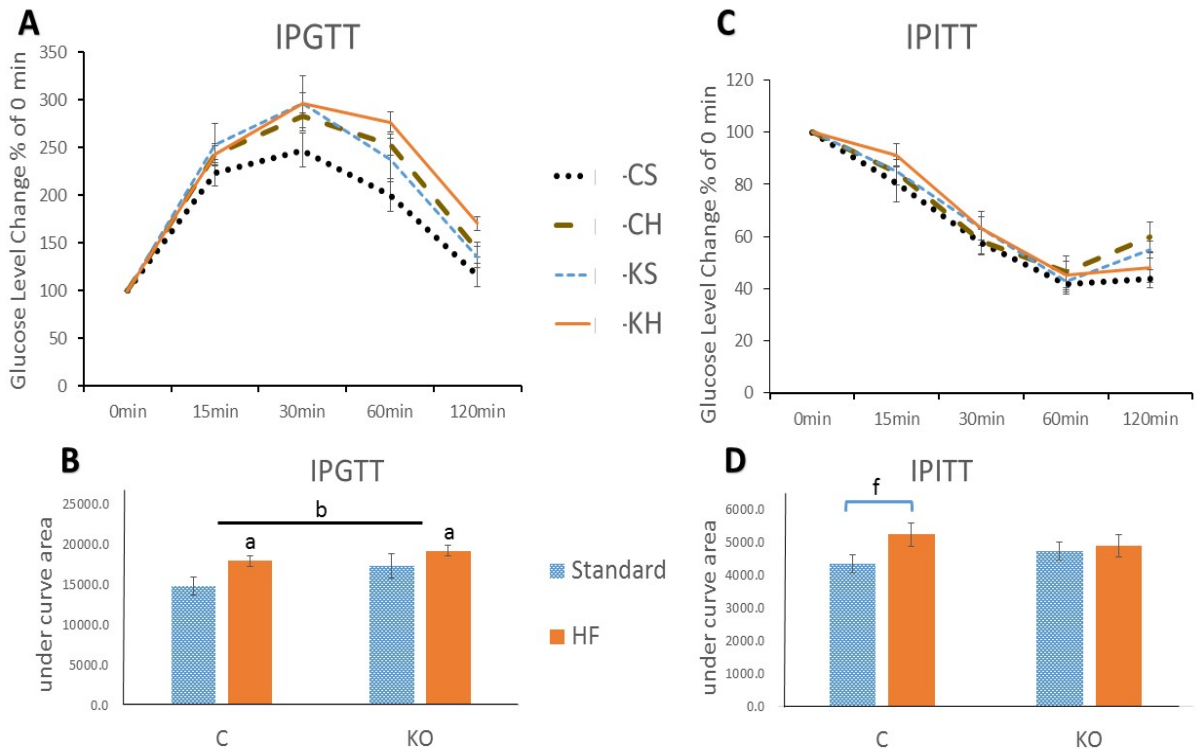 A
IPGTT
Glucose Level Change % of 0 min
350
300
250
200
150
100
50
0
0min 15min 30min 60min 120min
-CS
-CH
-KS
-KH
C
IPITT
Glucose Level Change % of 0 min
120
100
80
60
40
20
0
0min 15min 30min 60min 120min
B
IPGTT
under curve area
25000.0
20000.0
15000.0
10000.0
5000.0
0.0
b
a a
C KO
Standard
HF
D
IPITT
under curve area
6000.0
5000.0
4000.0
3000.0
2000.0
1000.0
0.0
f
C KO